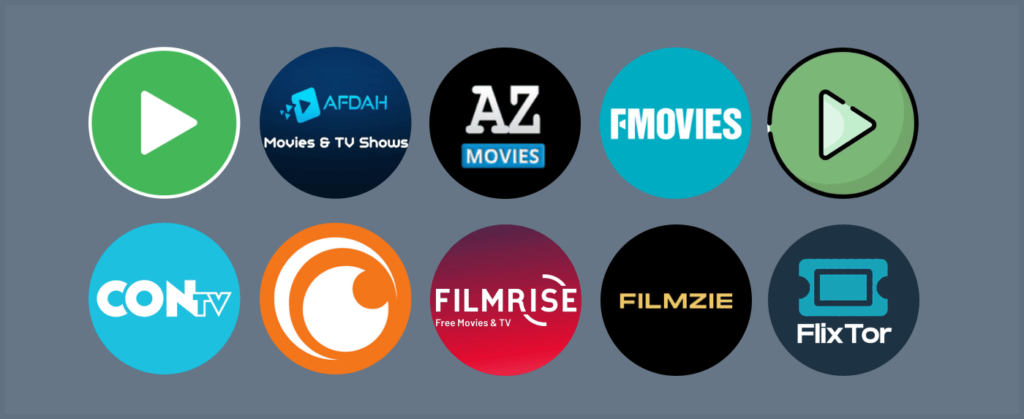 AFDAH
Movies & TV Shows
AZ
MOVIES
FMOVIES
CONTV
FILMRISE
Free Movies & TV
FILMZIE
FlixTor